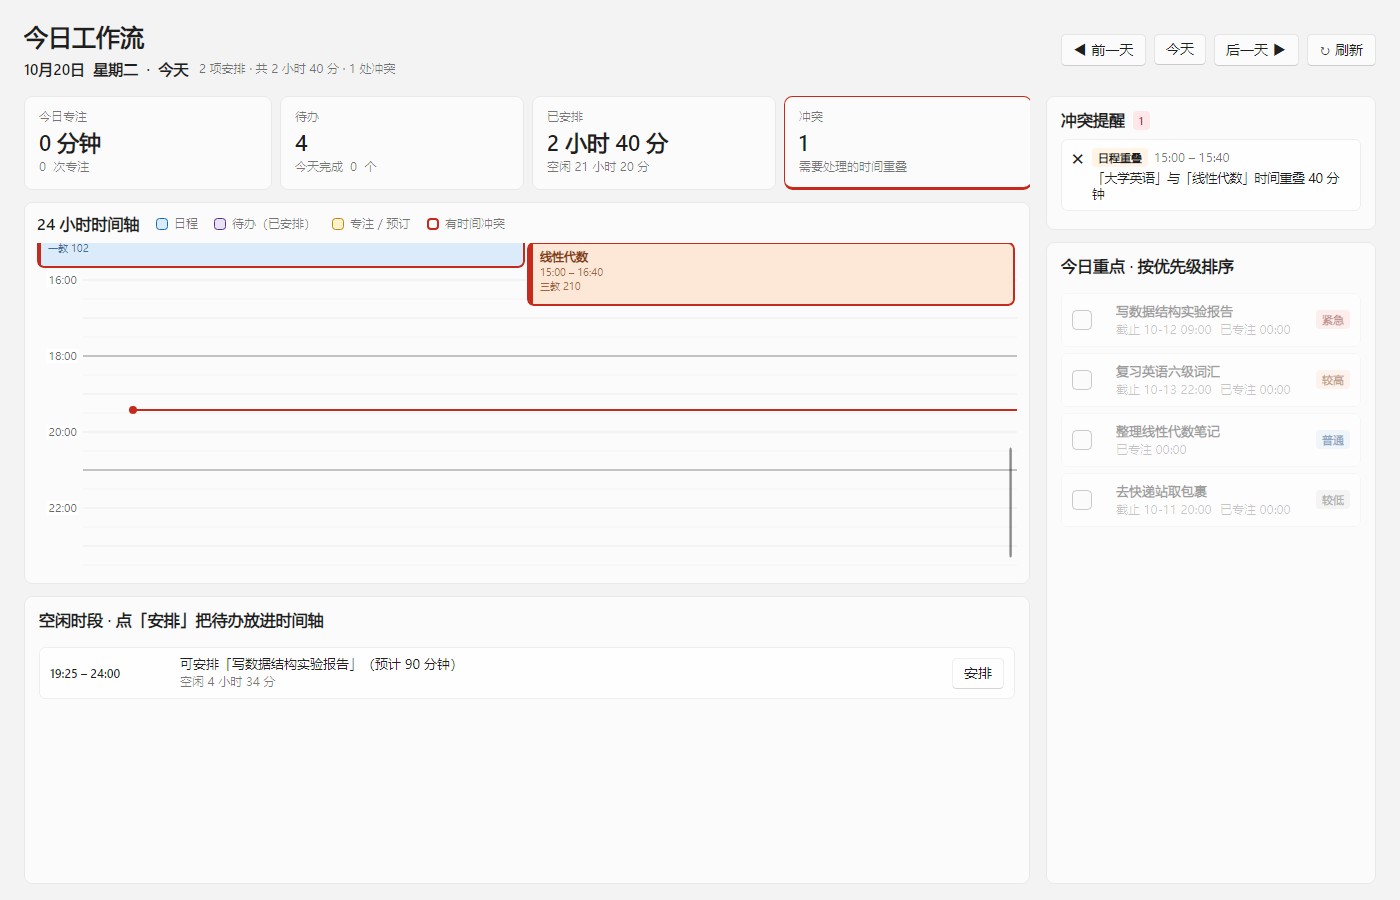 今日工作流
10月20日 星期二 · 今天 2 项安排 · 共 2 小时 40 分 · 1 处冲突
◀ 前一天
今天
后一天 ▶
↻ 刷新
今日专注
0 分钟
0 次专注
待办
4
今天完成 0 个
已安排
2 小时 40 分
空闲 21 小时 20 分
冲突
1
需要处理的时间重叠
24 小时时间轴 日程 待办（已安排） 专注 / 预订 有时间冲突
一教 102
线性代数
15:00 – 16:40
三教 210
16:00
18:00
20:00
22:00
空闲时段 · 点「安排」把待办放进时间轴
19:25 – 24:00
可安排「写数据结构实验报告」（预计 90 分钟）
空闲 4 小时 34 分
安排
冲突提醒 1
日程重叠 15:00 – 15:40
「大学英语」与「线性代数」时间重叠 40 分
钟
今日重点 · 按优先级排序
写数据结构实验报告
截止 10-12 09:00 已专注 00:00
紧急
复习英语六级词汇
截止 10-13 22:00 已专注 00:00
较高
整理线性代数笔记
已专注 00:00
普通
去快递站取包裹
截止 10-11 20:00 已专注 00:00
较低